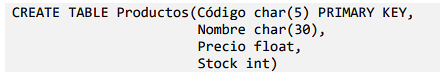 CREATE TABLE Productos(Código char(5) PRIMARY KEY,
Nombre char(30),
Precio float,
Stock int)